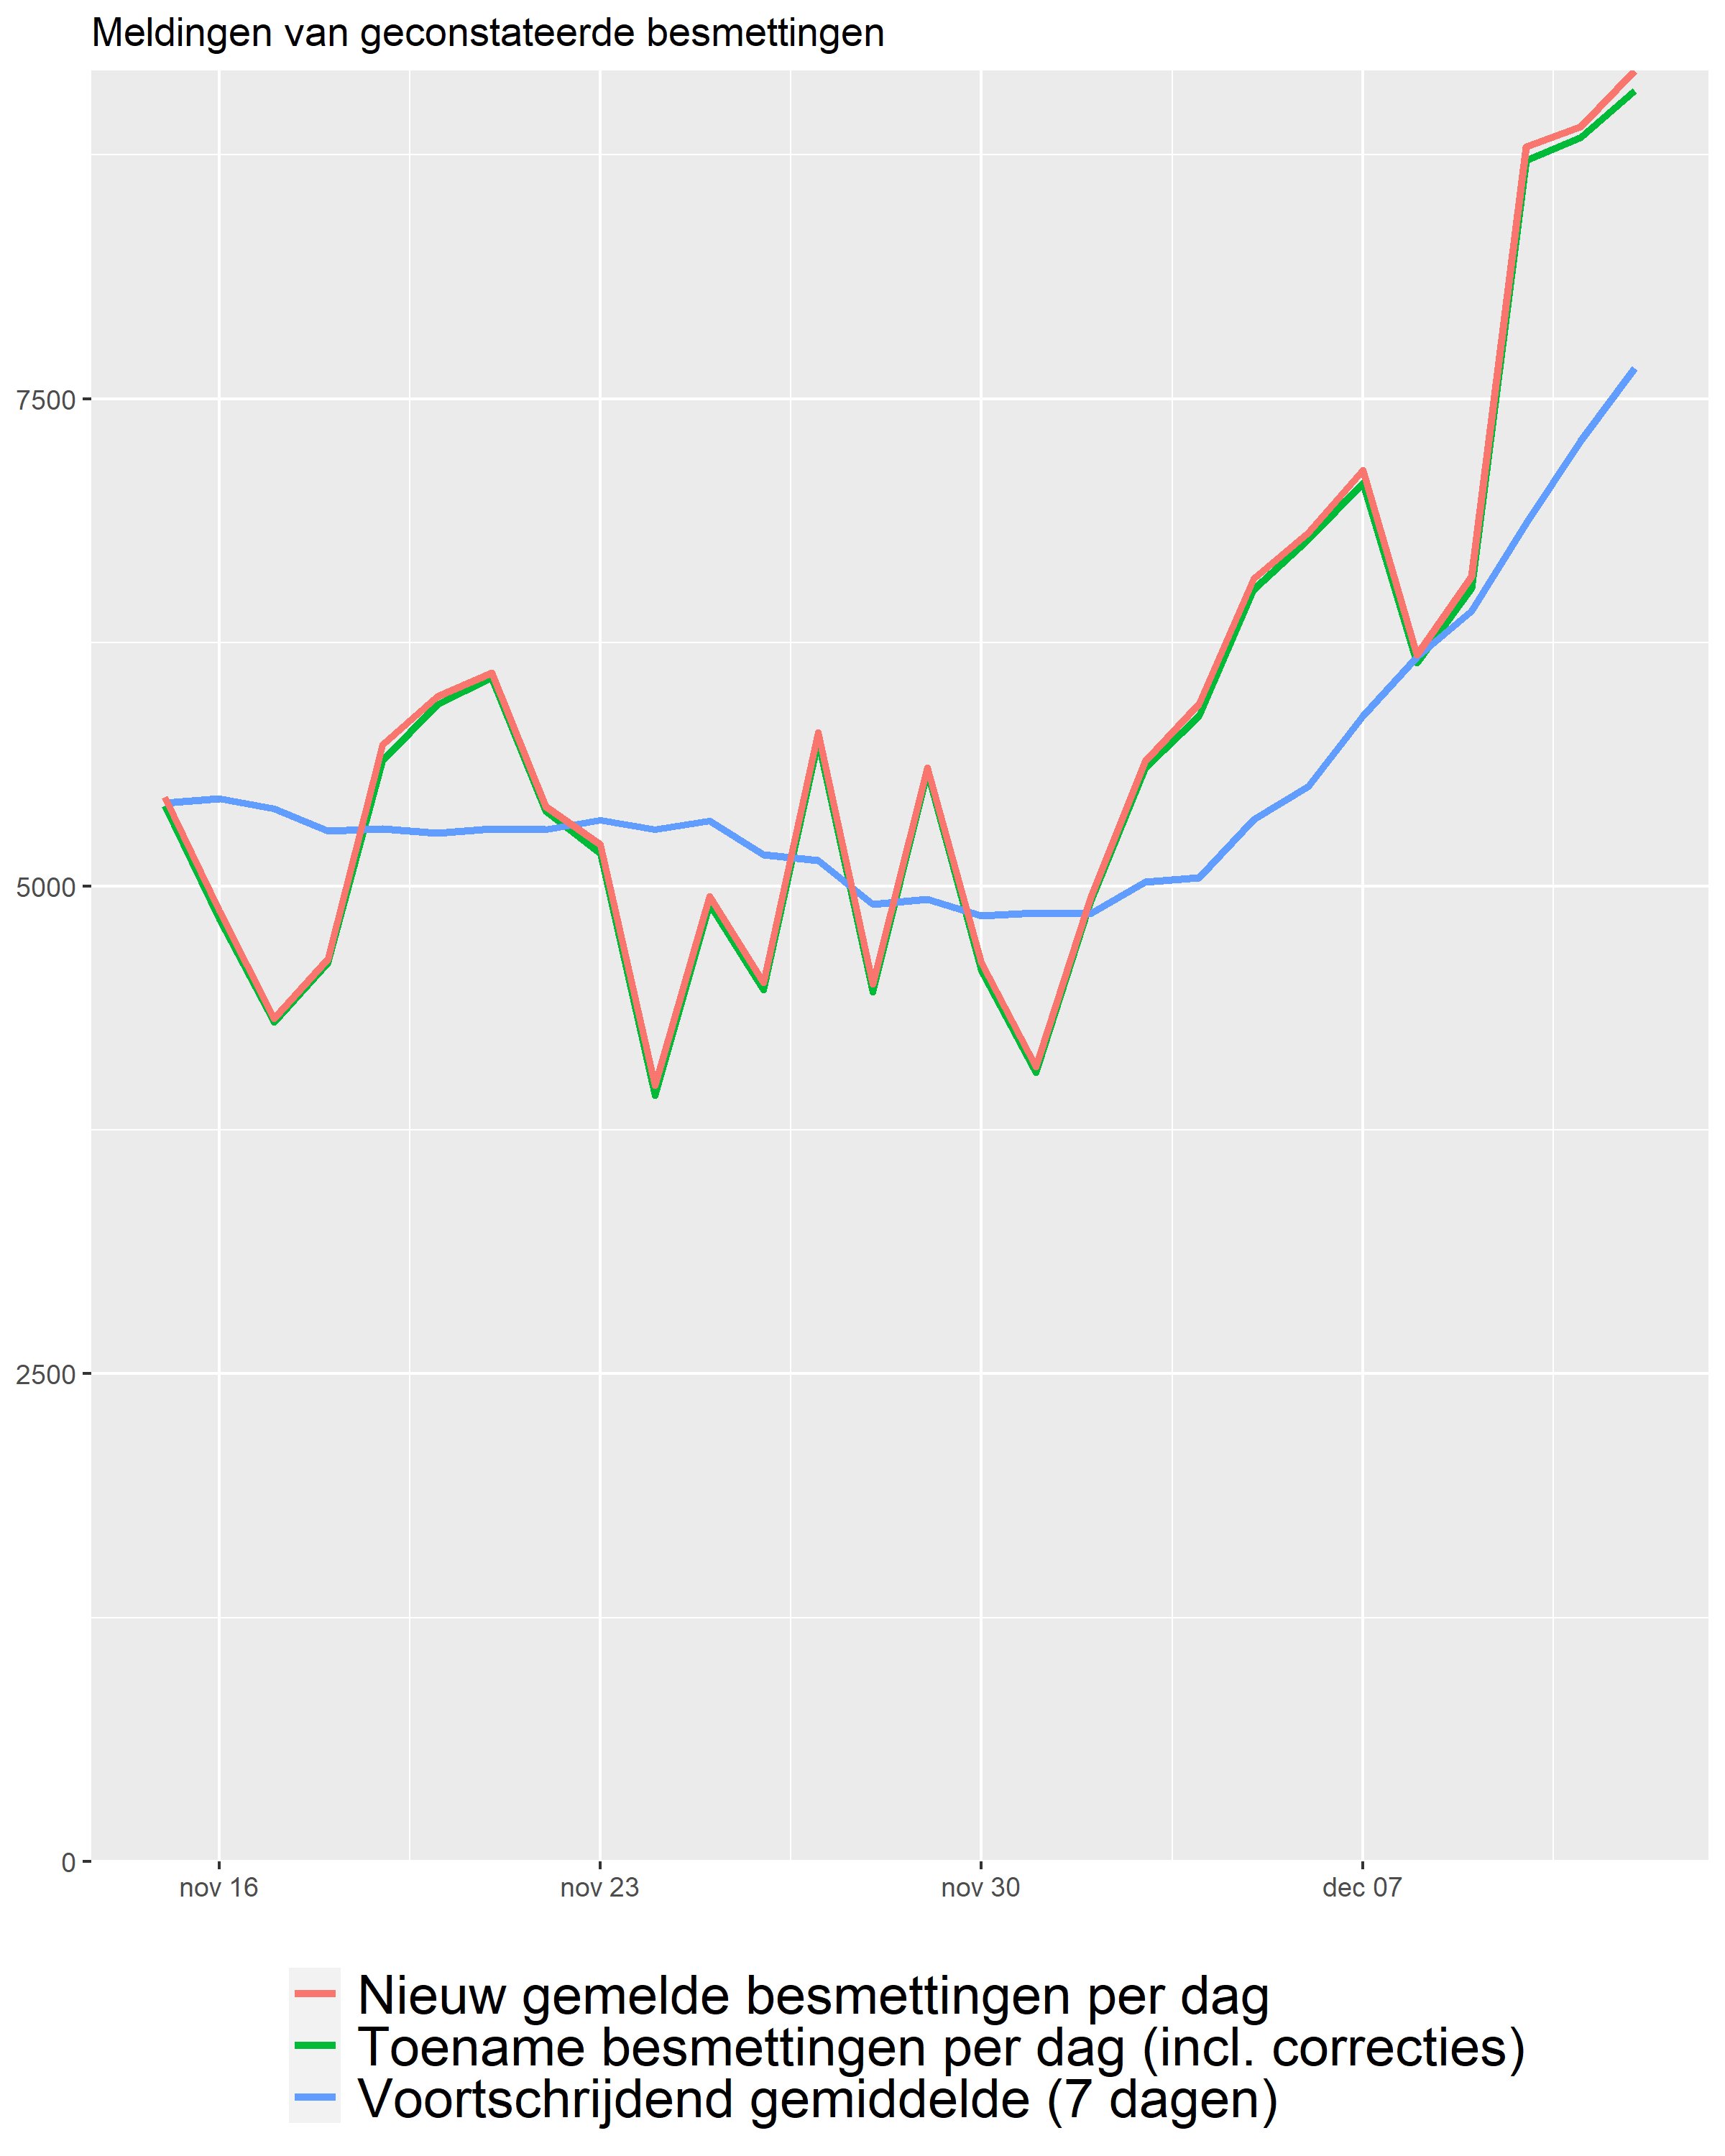 Meldingen van geconstateerde besmettingen
7500
5000
2500
0
nov 16
nov 23
nov 30
dec 07
Nieuw gemelde besmettingen per dag
Toename besmettingen per dag (incl. correcties)
Voortschrijdend gemiddelde (7 dagen)